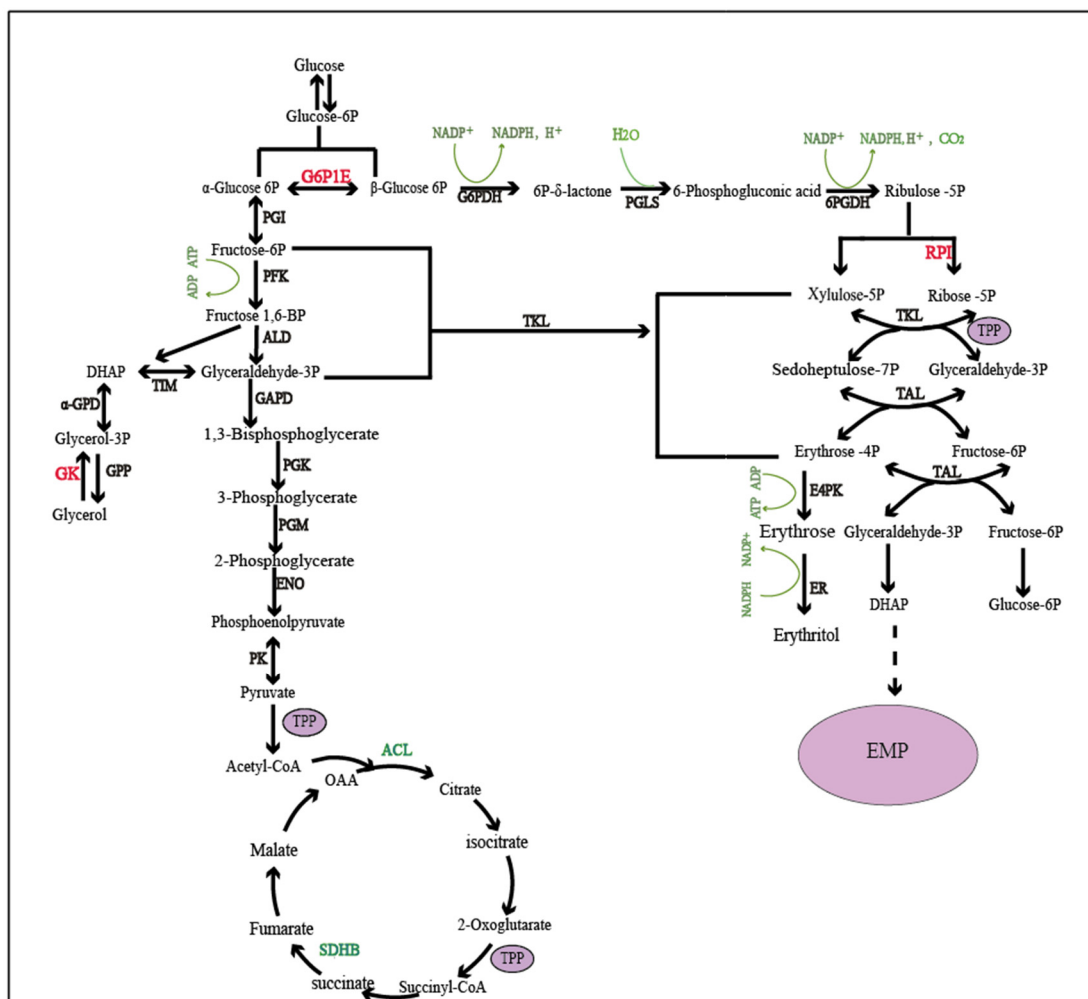 Glucose
Glucose-6P
NADP+ NADPH, H+ H2O NADP+ NADPH,H+ , CO2
α-Glucose 6P G6P1E β-Glucose 6P G6PDH 6P-δ-lactone PGLS 6-Phosphogluconic acid 6PGDH Ribulose -5P
PGI
RPI
Fructose-6P
ADP ATP PFK
Xylulose-5P Ribose -5P
Fructose 1,6-BP TKL TKL TPP
ALD
DHAP TIM Glyceraldehyde-3P Sedoheptulose-7P Glyceraldehyde-3P
α-GPD GAPD TAL
Glycerol-3P 1,3-Bisphosphoglycerate Erythrose -4P Fructose-6P
GK GPP PGK TAL
ATP ADP E4PK
3-Phosphoglycerate
Glycerol PGM
Erythrose Glyceraldehyde-3P Fructose-6P
2-Phosphoglycerate
ENO
NADPH NADP+ ER
DHAP Glucose-6P
Phosphoenolpyruvate
Erythritol
PK
Pyruvate
TPP
EMP
ACL
Acetyl-CoA
OAA
Citrate
isocitrate
Malate
2-Oxoglutarate
Fumarate
SDHB
TPP
succinate
Succinyl-CoA